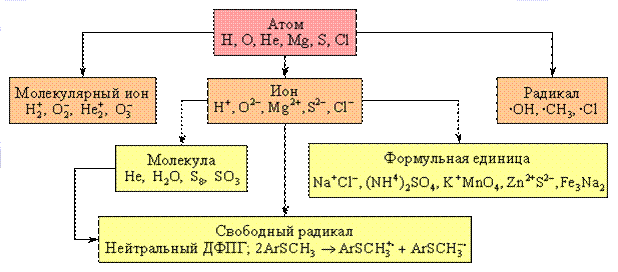 Атом
H, O, He, Mg, S, Cl
Молекулярный ион
H₂⁺, O₂⁻, He₂⁺, O₃⁻
Ион
H⁺, O²⁻, Mg²⁺, S²⁻, Cl⁻
Радикал
·OH, ·CH₃, ·Cl
Молекула
He, H₂O, S₈, SO₃
Формульная единица
Na⁺Cl⁻, (NH⁴)₂SO₄, K⁺MnO₄, Zn²⁺S²⁻, Fe₃Na₂
Свободный радикал
Нейтральный ДФПГ; 2ArSCH₃ → ArSCH₃⁺· + ArSCH₃⁻·